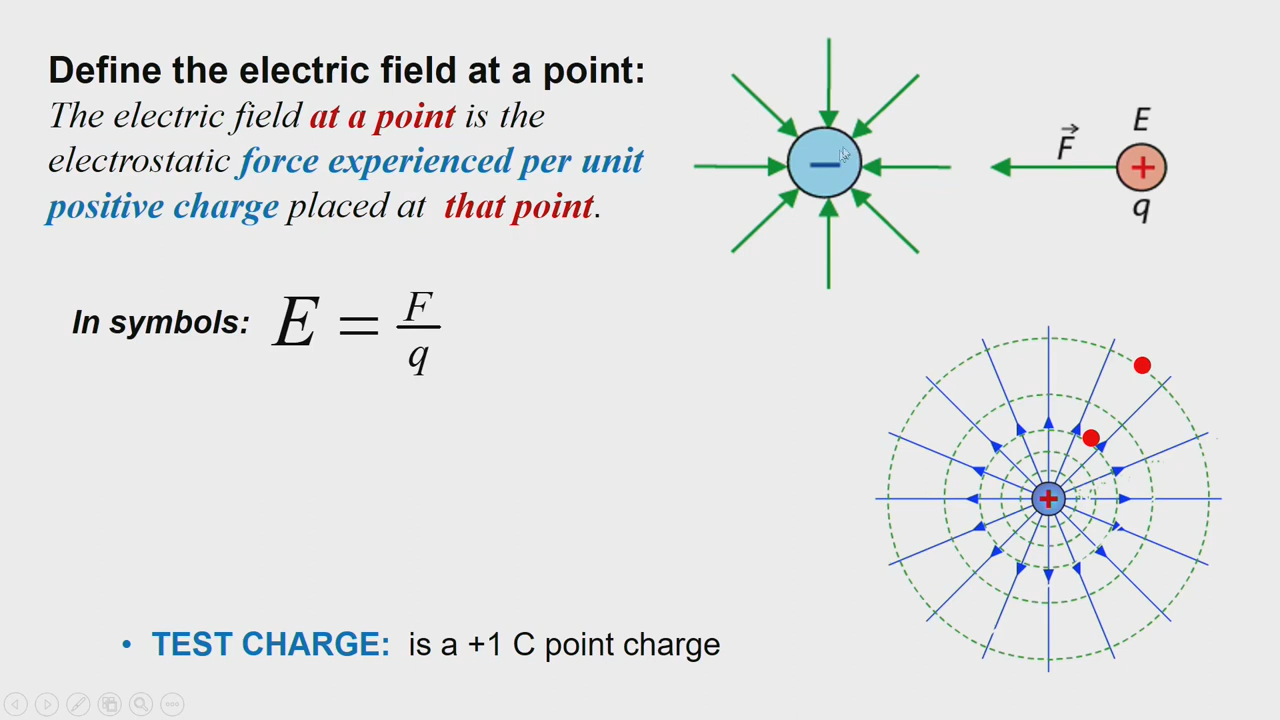 Define the electric field at a point:
The electric field at a point is the
electrostatic force experienced per unit
positive charge placed at that point.
In symbols: E = F/q
E
F⃗
+
q
−
+
• TEST CHARGE: is a +1 C point charge